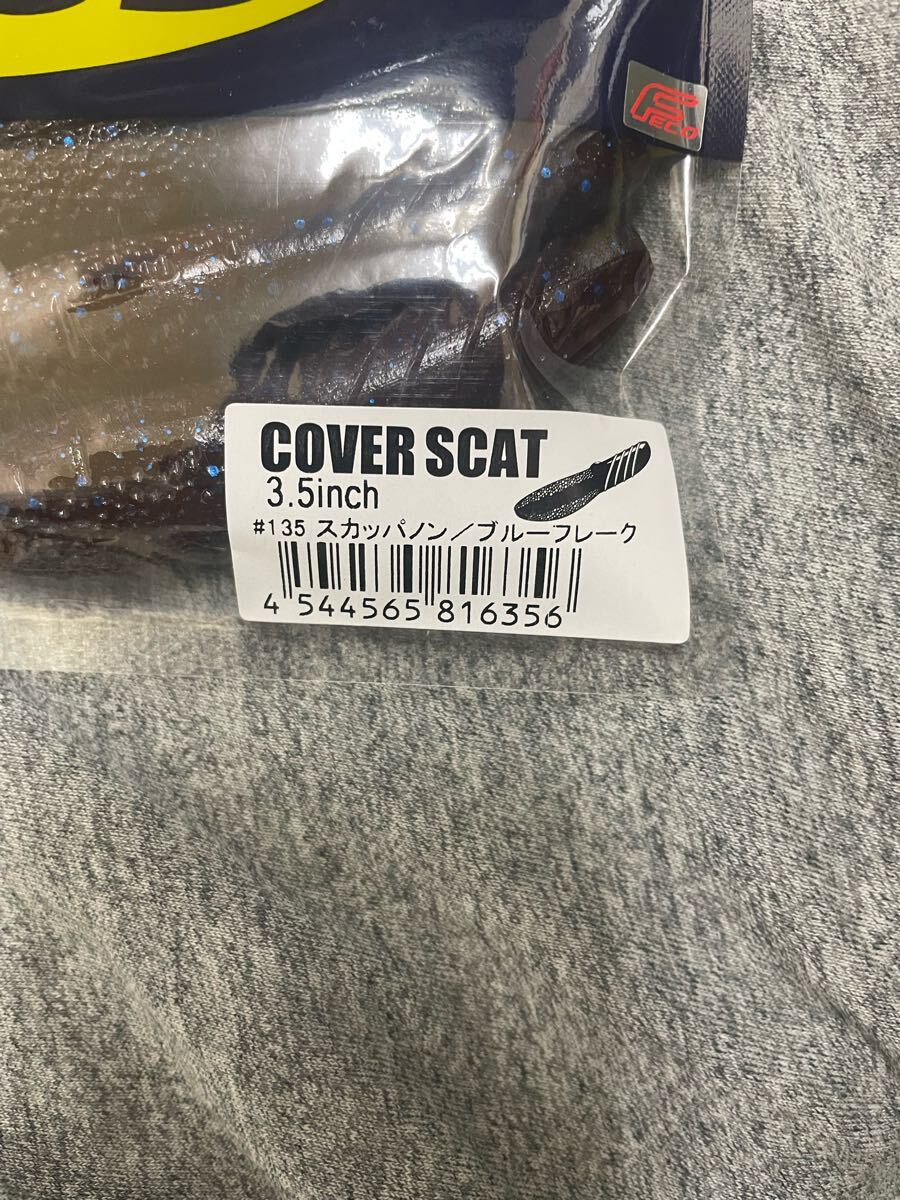 FECO
COVER SCAT
3.5inch
#135 スカッパノン／ブルーフレーク
4 544565 816356